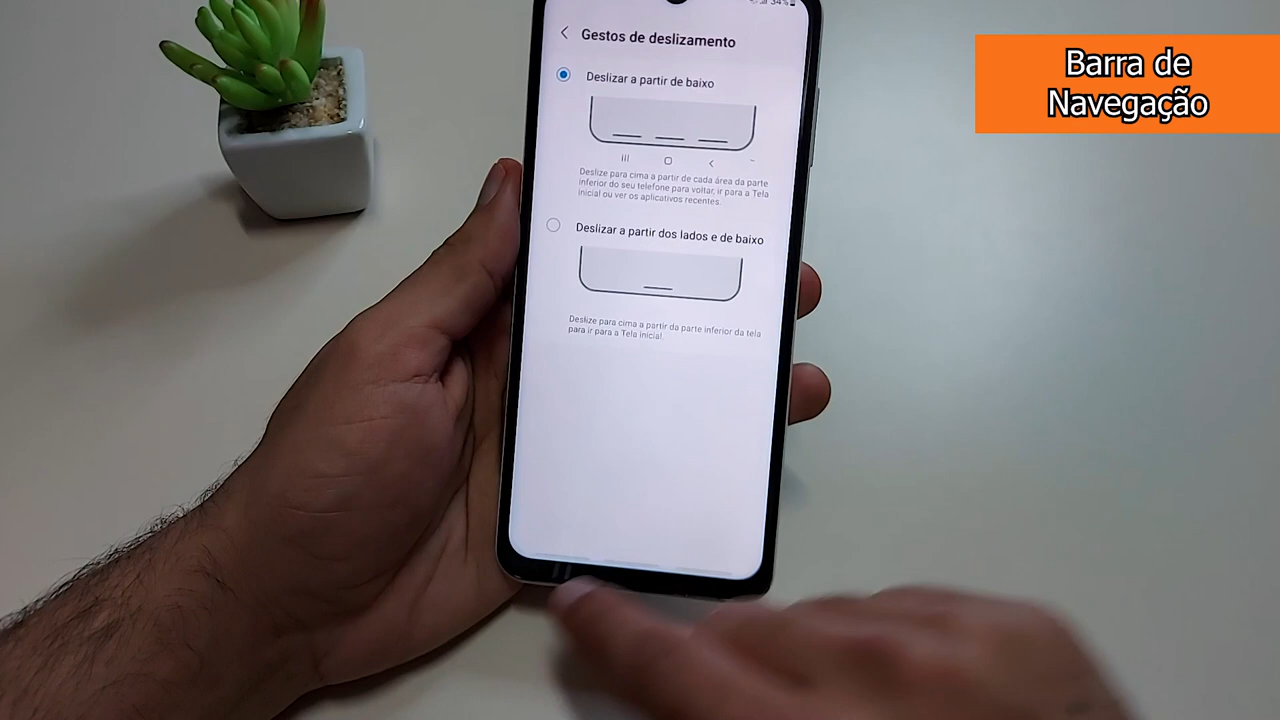 34%
Gestos de deslizamento
Barra de
Navegação
Deslizar a partir de baixo
Deslize para cima a partir de cada área da parte
inferior do seu telefone para voltar, ir para a Tela
inicial ou ver os aplicativos recentes.
Deslizar a partir dos lados e de baixo
Deslize para cima a partir da parte inferior da tela
para ir para a Tela inicial.